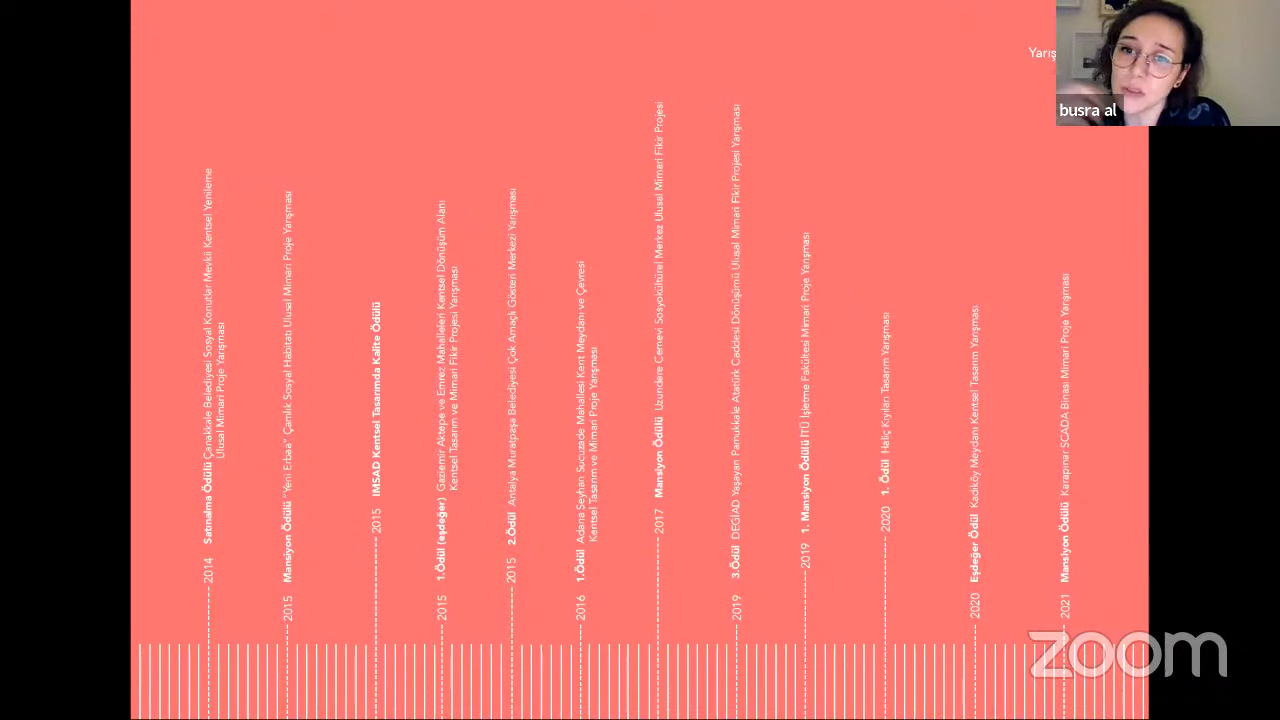 Yarış
busra al
2014 Satınalma Ödülü Çanakkale Belediyesi Sosyal Konutlar Mevkii Kentsel Yenileme
Ulusal Mimari Proje Yarışması
2015 Mansiyon Ödülü "Yeni Erbaa" Çamlık Sosyal Habitatı Ulusal Mimari Proje Yarışması
2015 IMSAD Kentsel Tasarımda Kalite Ödülü
2015 1.Ödül (eşdeğer) Gaziemir Aktepe ve Emrez Mahalleleri Kentsel Dönüşüm Alanı
Kentsel Tasarım ve Mimari Fikir Projesi Yarışması
2015 2.Ödül Antalya Muratpaşa Belediyesi Çok Amaçlı Gösteri Merkezi Yarışması
2016 1.Ödül Adana Seyhan Sucuzade Mahallesi Kent Meydanı ve Çevresi
Kentsel Tasarım ve Mimari Proje Yarışması
2017 Mansiyon Ödülü Uzundere Cemevi Sosyokültürel Merkez Ulusal Mimari Fikir Projesi
2019 3.Ödül DEGİAD Yaşayan Pamukkale Atatürk Caddesi Dönüşümü Ulusal Mimari Fikir Projesi Yarışması
2019 1. Mansiyon Ödülü İTÜ İşletme Fakültesi Mimari Proje Yarışması
2020 1. Ödül Haliç Kıyıları Tasarım Yarışması
2020 Eşdeğer Ödül Kadıköy Meydanı Kentsel Tasarım Yarışması
2021 Mansiyon Ödülü Karapınar SCADA Binası Mimari Proje Yarışması
zoom